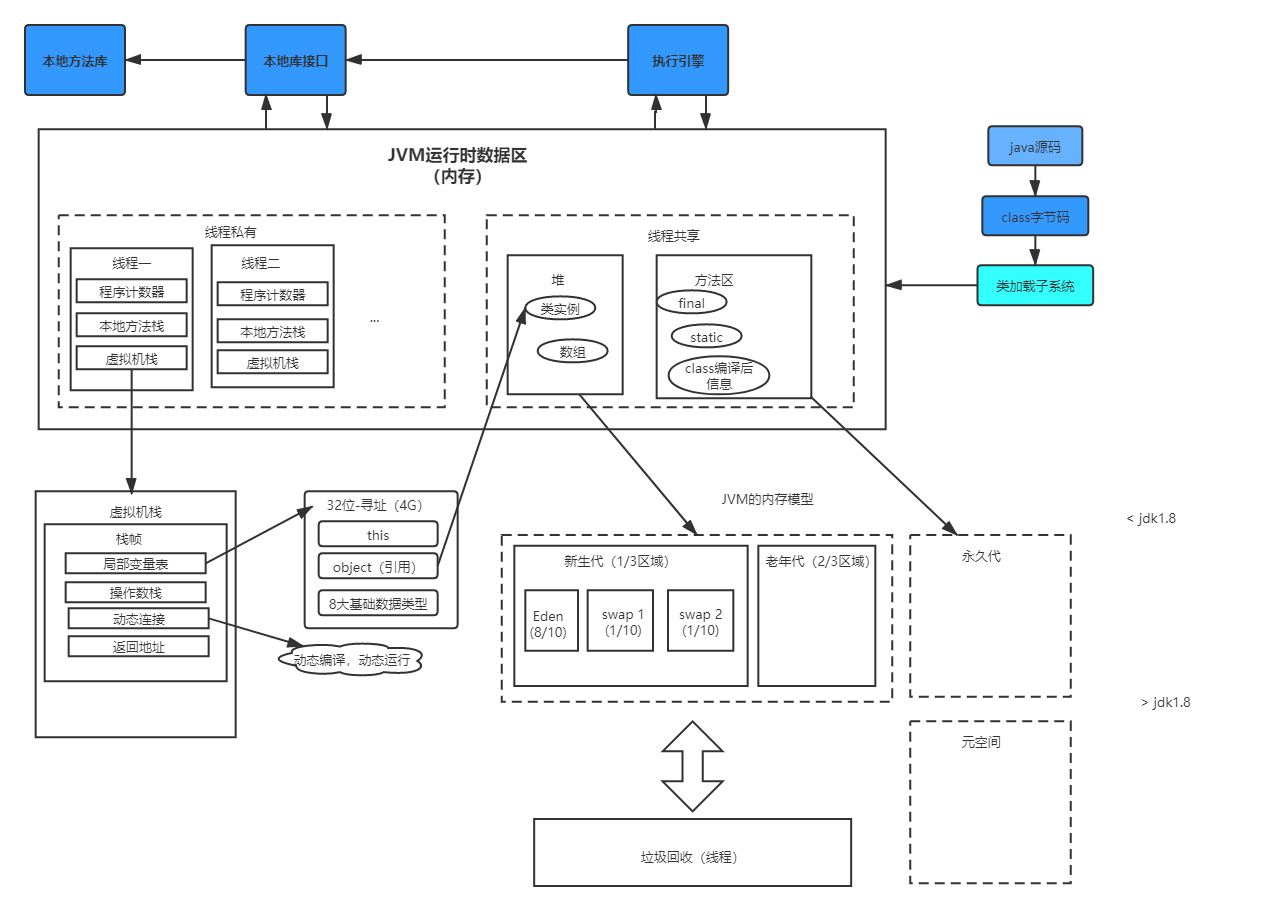 本地方法库
本地库接口
执行引擎
JVM运行时数据区
（内存）
java源码
class字节码
类加载子系统
线程私有
线程一
程序计数器
本地方法栈
虚拟机栈
线程二
程序计数器
本地方法栈
虚拟机栈
...
线程共享
堆
类实例
数组
方法区
final
static
class编译后
信息
虚拟机栈
栈帧
局部变量表
操作数栈
动态连接
返回地址
32位-寻址（4G）
this
object（引用）
8大基础数据类型
动态编译，动态运行
JVM的内存模型
新生代（1/3区域）
Eden
(8/10)
swap 1
(1/10)
swap 2
(1/10)
老年代（2/3区域）
永久代
< jdk1.8
> jdk1.8
元空间
垃圾回收（线程）